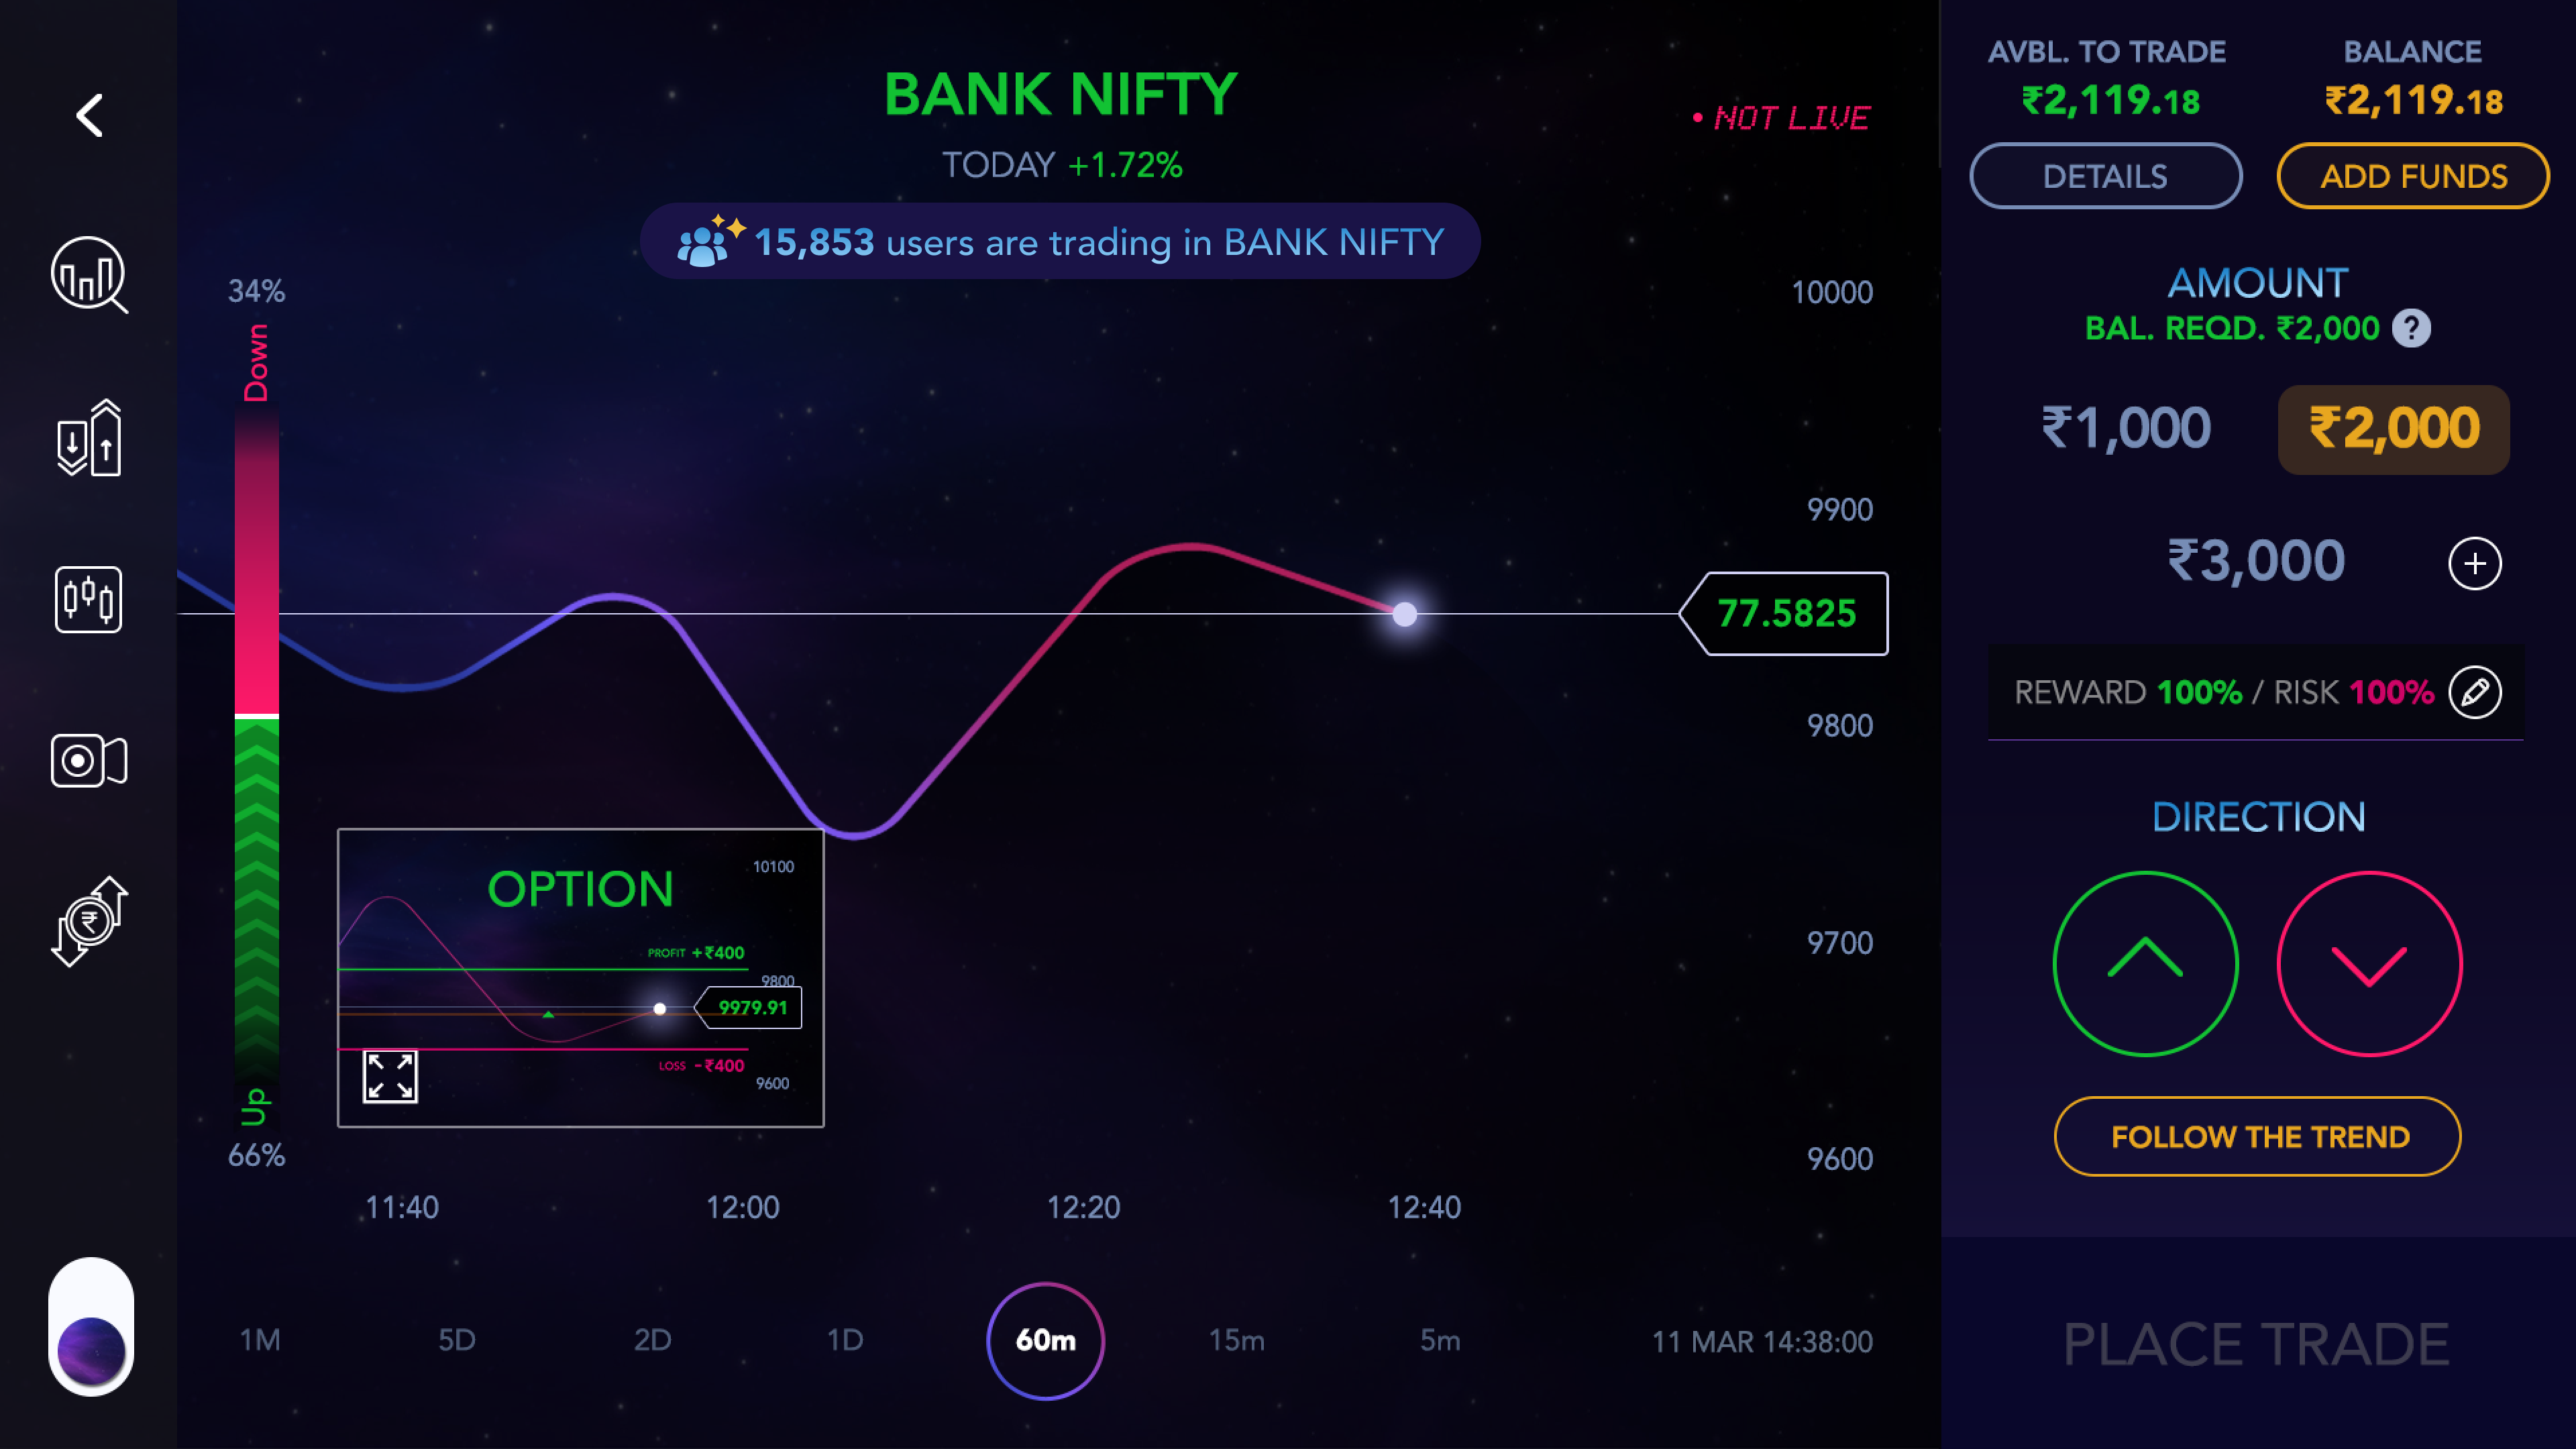 BANK NIFTY
TODAY +1.72%
• NOT LIVE
15,853 users are trading in BANK NIFTY
34%
Down
Up
66%
10000
9900
77.5825
9800
9700
9600
OPTION
10100
PROFIT +₹400
9800
9979.91
LOSS -₹400
9600
11:40
12:00
12:20
12:40
1M
5D
2D
1D
60m
15m
5m
11 MAR 14:38:00
AVBL. TO TRADE
₹2,119.18
DETAILS
BALANCE
₹2,119.18
ADD FUNDS
AMOUNT
BAL. REQD. ₹2,000 ?
₹1,000
₹2,000
₹3,000
REWARD 100% / RISK 100%
DIRECTION
FOLLOW THE TREND
PLACE TRADE